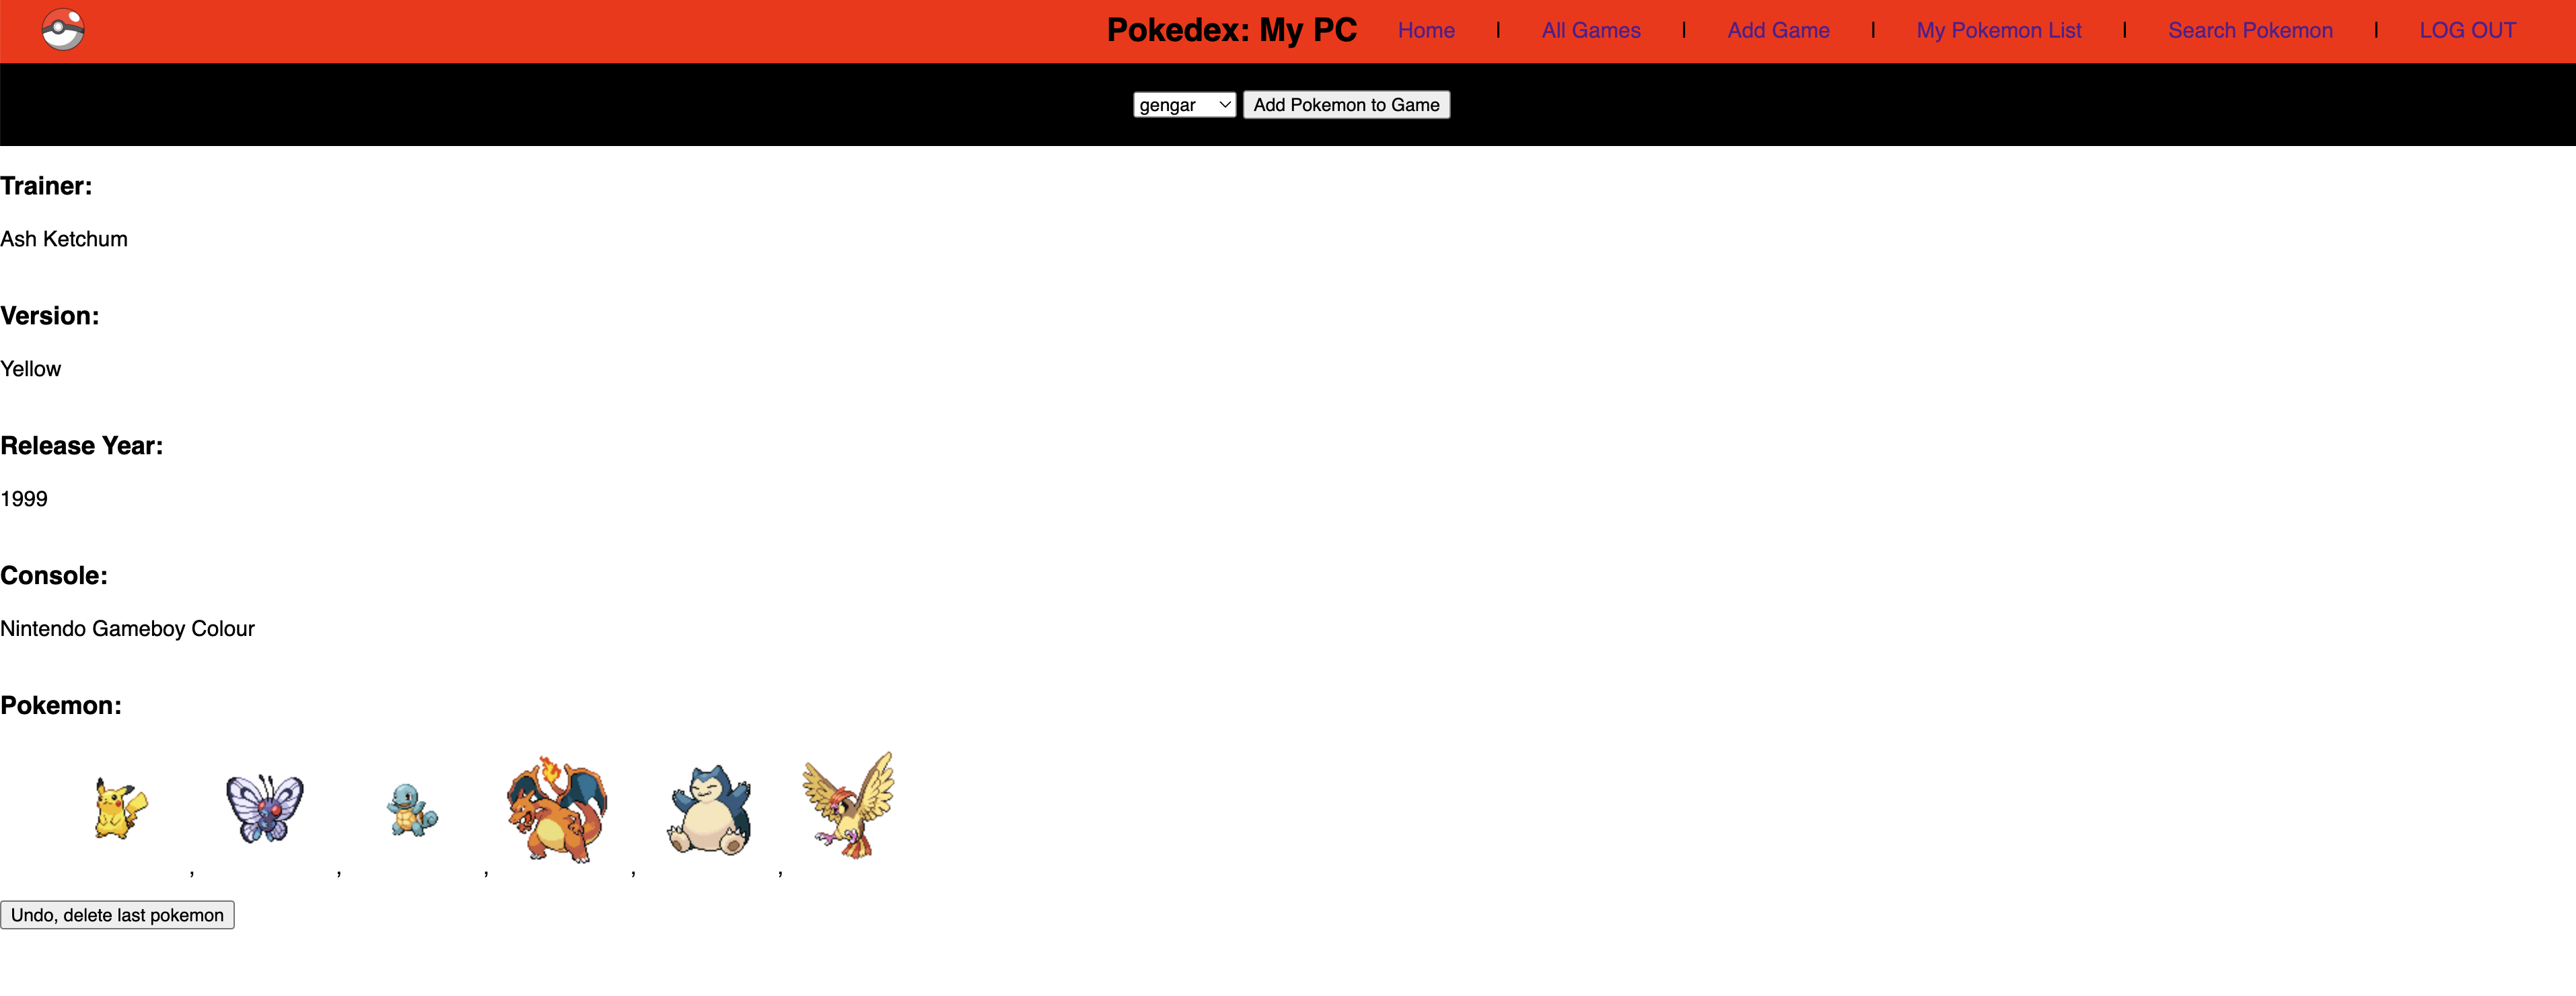 Pokedex: My PC Home | All Games | Add Game | My Pokemon List | Search Pokemon | LOG OUT
gengar Add Pokemon to Game
Trainer:
Ash Ketchum
Version:
Yellow
Release Year:
1999
Console:
Nintendo Gameboy Colour
Pokemon:
, , , , ,
Undo, delete last pokemon